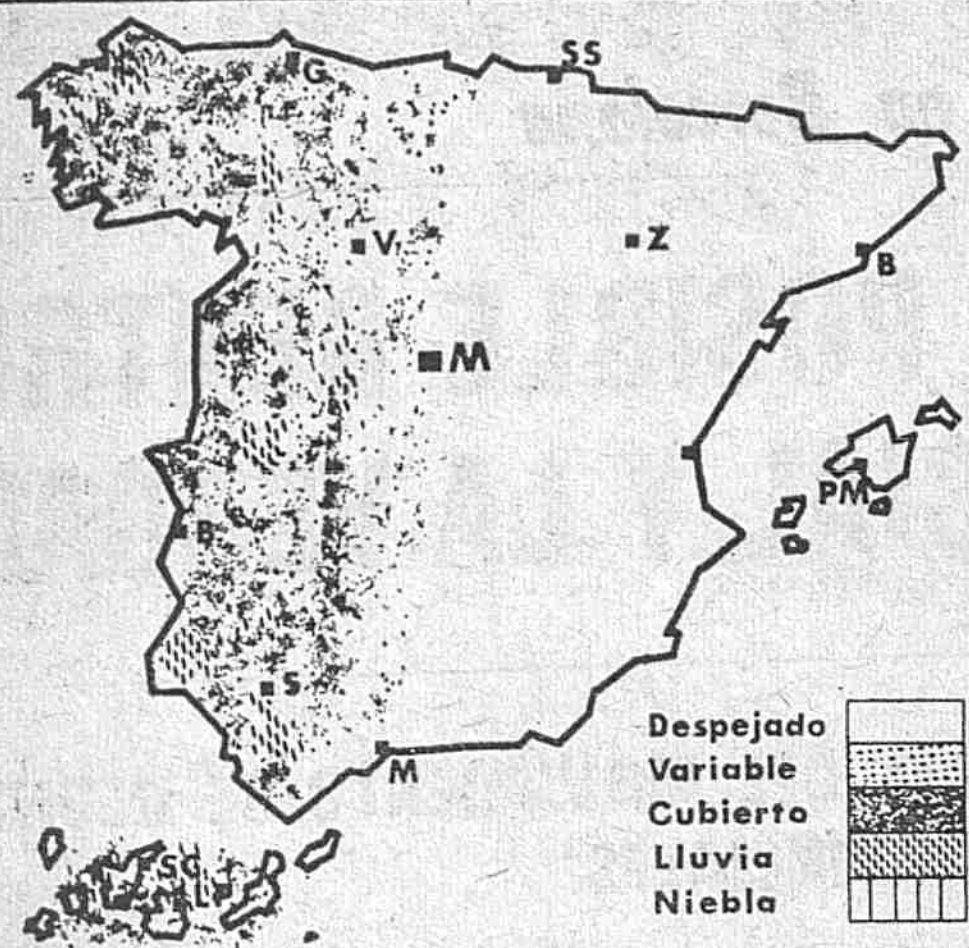 SS
G
V
Z
B
M
PM
B
S
M
SC
L
Despejado
Variable
Cubierto
Lluvia
Niebla